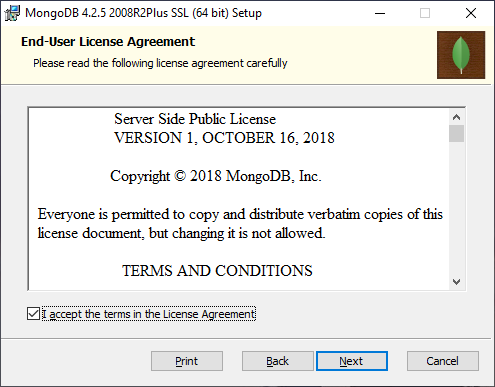 MongoDB 4.2.5 2008R2Plus SSL (64 bit) Setup
End-User License Agreement
Please read the following license agreement carefully
Server Side Public License
VERSION 1, OCTOBER 16, 2018
Copyright © 2018 MongoDB, Inc.
Everyone is permitted to copy and distribute verbatim copies of this
license document, but changing it is not allowed.
TERMS AND CONDITIONS
I accept the terms in the License Agreement
Print
Back
Next
Cancel